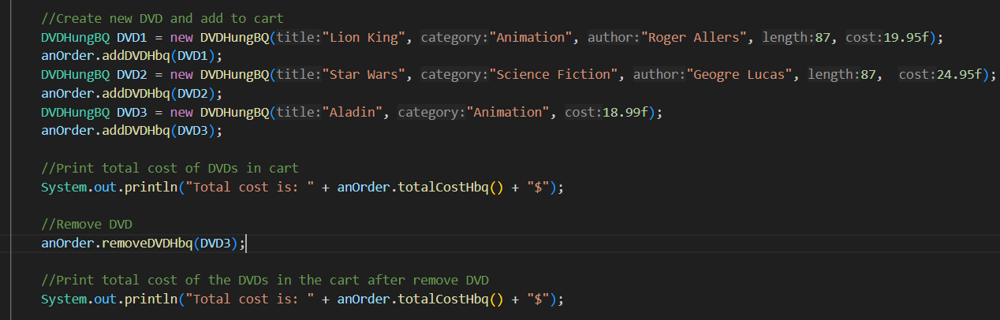 //Create new DVD and add to cart
DVDHungBQ DVD1 = new DVDHungBQ(title:"Lion King", category:"Animation", author:"Roger Allers", length:87, cost:19.95f);
anOrder.addDVDHbq(DVD1);
DVDHungBQ DVD2 = new DVDHungBQ(title:"Star Wars", category:"Science Fiction", author:"Geogre Lucas", length:87,  cost:24.95f);
anOrder.addDVDHbq(DVD2);
DVDHungBQ DVD3 = new DVDHungBQ(title:"Aladin", category:"Animation", cost:18.99f);
anOrder.addDVDHbq(DVD3);
//Print total cost of DVDs in cart
System.out.println("Total cost is: " + anOrder.totalCostHbq() + "$");
//Remove DVD
anOrder.removeDVDHbq(DVD3);
//Print total cost of the DVDs in the cart after remove DVD
System.out.println("Total cost is: " + anOrder.totalCostHbq() + "$");